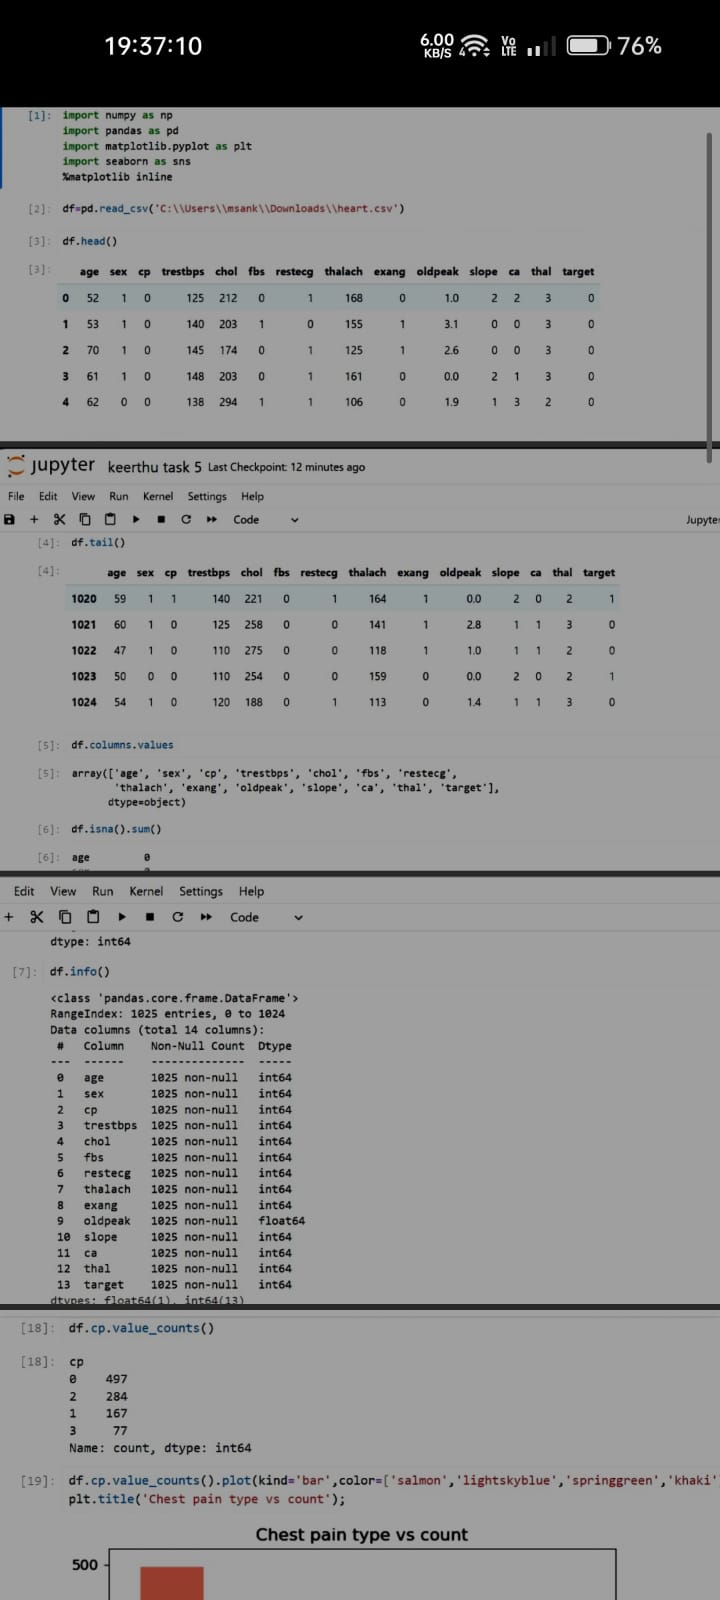 19:37:10 6.00 KB/S Vo LTE 76%
[1]: import numpy as np
import pandas as pd
import matplotlib.pyplot as plt
import seaborn as sns
%matplotlib inline
[2]: df=pd.read_csv('C:\\Users\\msank\\Downloads\\heart.csv')
[3]: df.head()
[3]: age sex cp trestbps chol fbs restecg thalach exang oldpeak slope ca thal target
0 52 1 0 125 212 0 1 168 0 1.0 2 2 3 0
1 53 1 0 140 203 1 0 155 1 3.1 0 0 3 0
2 70 1 0 145 174 0 1 125 1 2.6 0 0 3 0
3 61 1 0 148 203 0 1 161 0 0.0 2 1 3 0
4 62 0 0 138 294 1 1 106 0 1.9 1 3 2 0
jupyter keerthu task 5 Last Checkpoint: 12 minutes ago
File Edit View Run Kernel Settings Help
Code Jupyte
[4]: df.tail()
[4]: age sex cp trestbps chol fbs restecg thalach exang oldpeak slope ca thal target
1020 59 1 1 140 221 0 1 164 1 0.0 2 0 2 1
1021 60 1 0 125 258 0 0 141 1 2.8 1 1 3 0
1022 47 1 0 110 275 0 0 118 1 1.0 1 1 2 0
1023 50 0 0 110 254 0 0 159 0 0.0 2 0 2 1
1024 54 1 0 120 188 0 1 113 0 1.4 1 1 3 0
[5]: df.columns.values
[5]: array(['age', 'sex', 'cp', 'trestbps', 'chol', 'fbs', 'restecg',
'thalach', 'exang', 'oldpeak', 'slope', 'ca', 'thal', 'target'],
dtype=object)
[6]: df.isna().sum()
[6]: age 0
Edit View Run Kernel Settings Help
Code
dtype: int64
[7]: df.info()
<class 'pandas.core.frame.DataFrame'>
RangeIndex: 1025 entries, 0 to 1024
Data columns (total 14 columns):
# Column Non-Null Count Dtype
--- ------ -------------- -----
0 age 1025 non-null int64
1 sex 1025 non-null int64
2 cp 1025 non-null int64
3 trestbps 1025 non-null int64
4 chol 1025 non-null int64
5 fbs 1025 non-null int64
6 restecg 1025 non-null int64
7 thalach 1025 non-null int64
8 exang 1025 non-null int64
9 oldpeak 1025 non-null float64
10 slope 1025 non-null int64
11 ca 1025 non-null int64
12 thal 1025 non-null int64
13 target 1025 non-null int64
dtypes: float64(1), int64(13)
[18]: df.cp.value_counts()
[18]: cp
0 497
2 284
1 167
3 77
Name: count, dtype: int64
[19]: df.cp.value_counts().plot(kind='bar',color=['salmon','lightskyblue','springgreen','khaki'
plt.title('Chest pain type vs count');
Chest pain type vs count
500